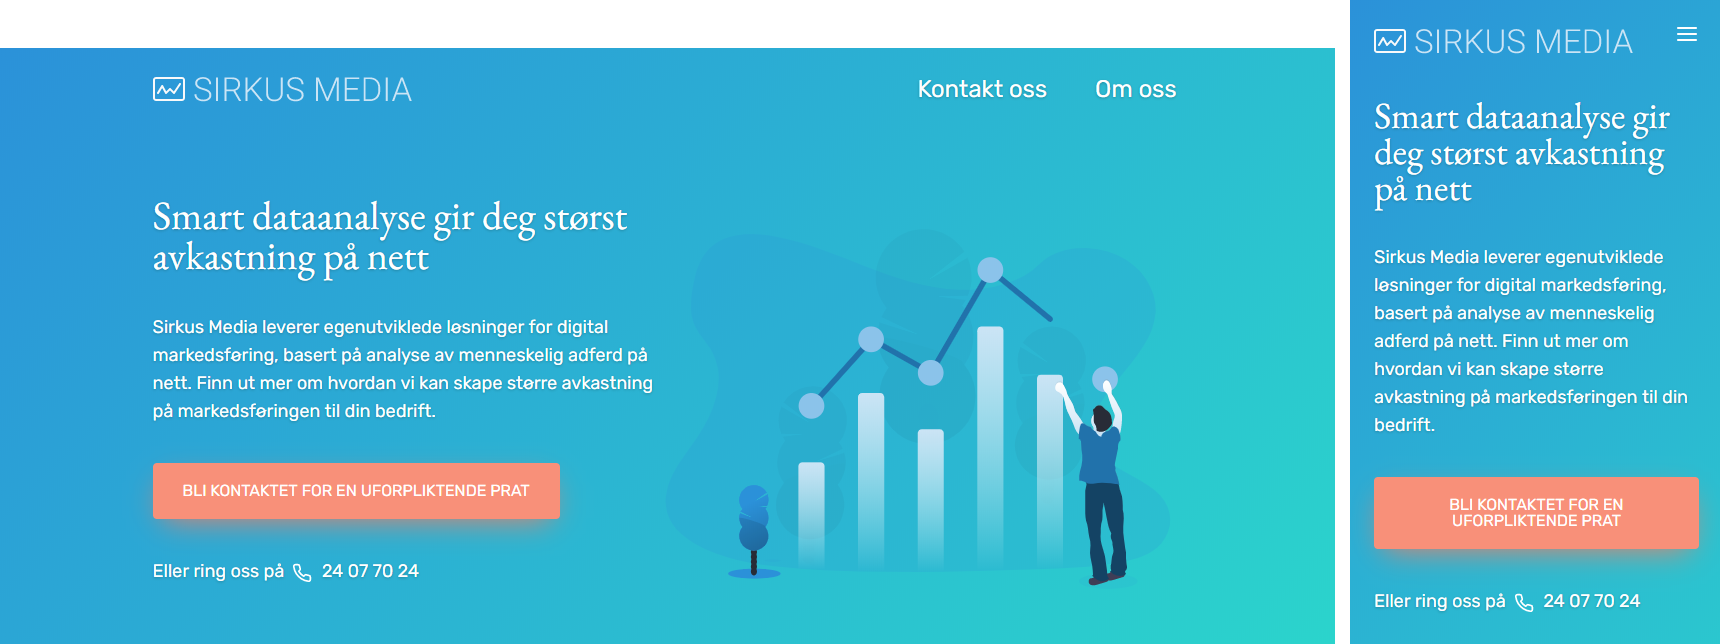 SIRKUS MEDIA
Kontakt oss
Om oss
Smart dataanalyse gir deg størst
avkastning på nett
Sirkus Media leverer egenutviklede løsninger for digital
markedsføring, basert på analyse av menneskelig adferd på
nett. Finn ut mer om hvordan vi kan skape større avkastning
på markedsføringen til din bedrift.
BLI KONTAKTET FOR EN UFORPLIKTENDE PRAT
Eller ring oss på 24 07 70 24
SIRKUS MEDIA
Smart dataanalyse gir
deg størst avkastning
på nett
Sirkus Media leverer egenutviklede
løsninger for digital markedsføring,
basert på analyse av menneskelig
adferd på nett. Finn ut mer om
hvordan vi kan skape større
avkastning på markedsføringen til din
bedrift.
BLI KONTAKTET FOR EN
UFORPLIKTENDE PRAT
Eller ring oss på 24 07 70 24